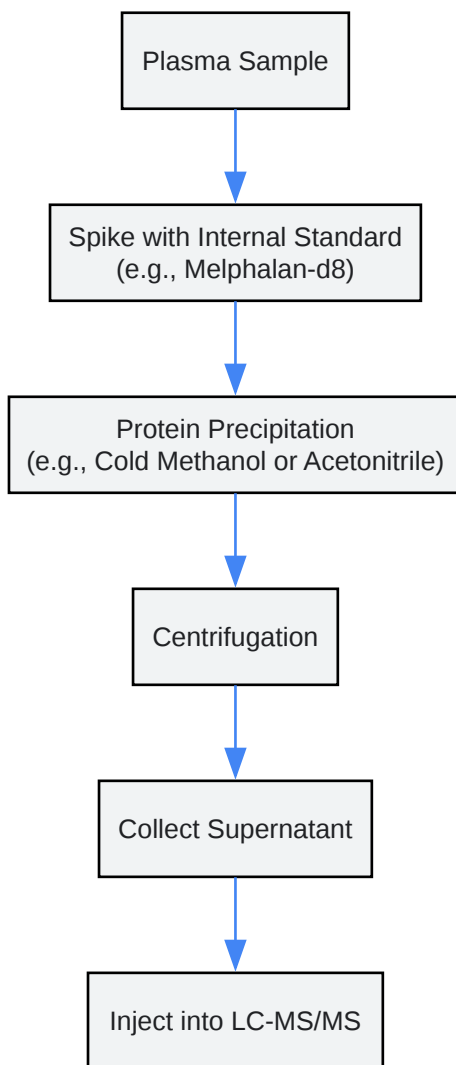 Plasma Sample
Spike with Internal Standard
(e.g., Melphalan-d8)
Protein Precipitation
(e.g., Cold Methanol or Acetonitrile)
Centrifugation
Collect Supernatant
Inject into LC-MS/MS